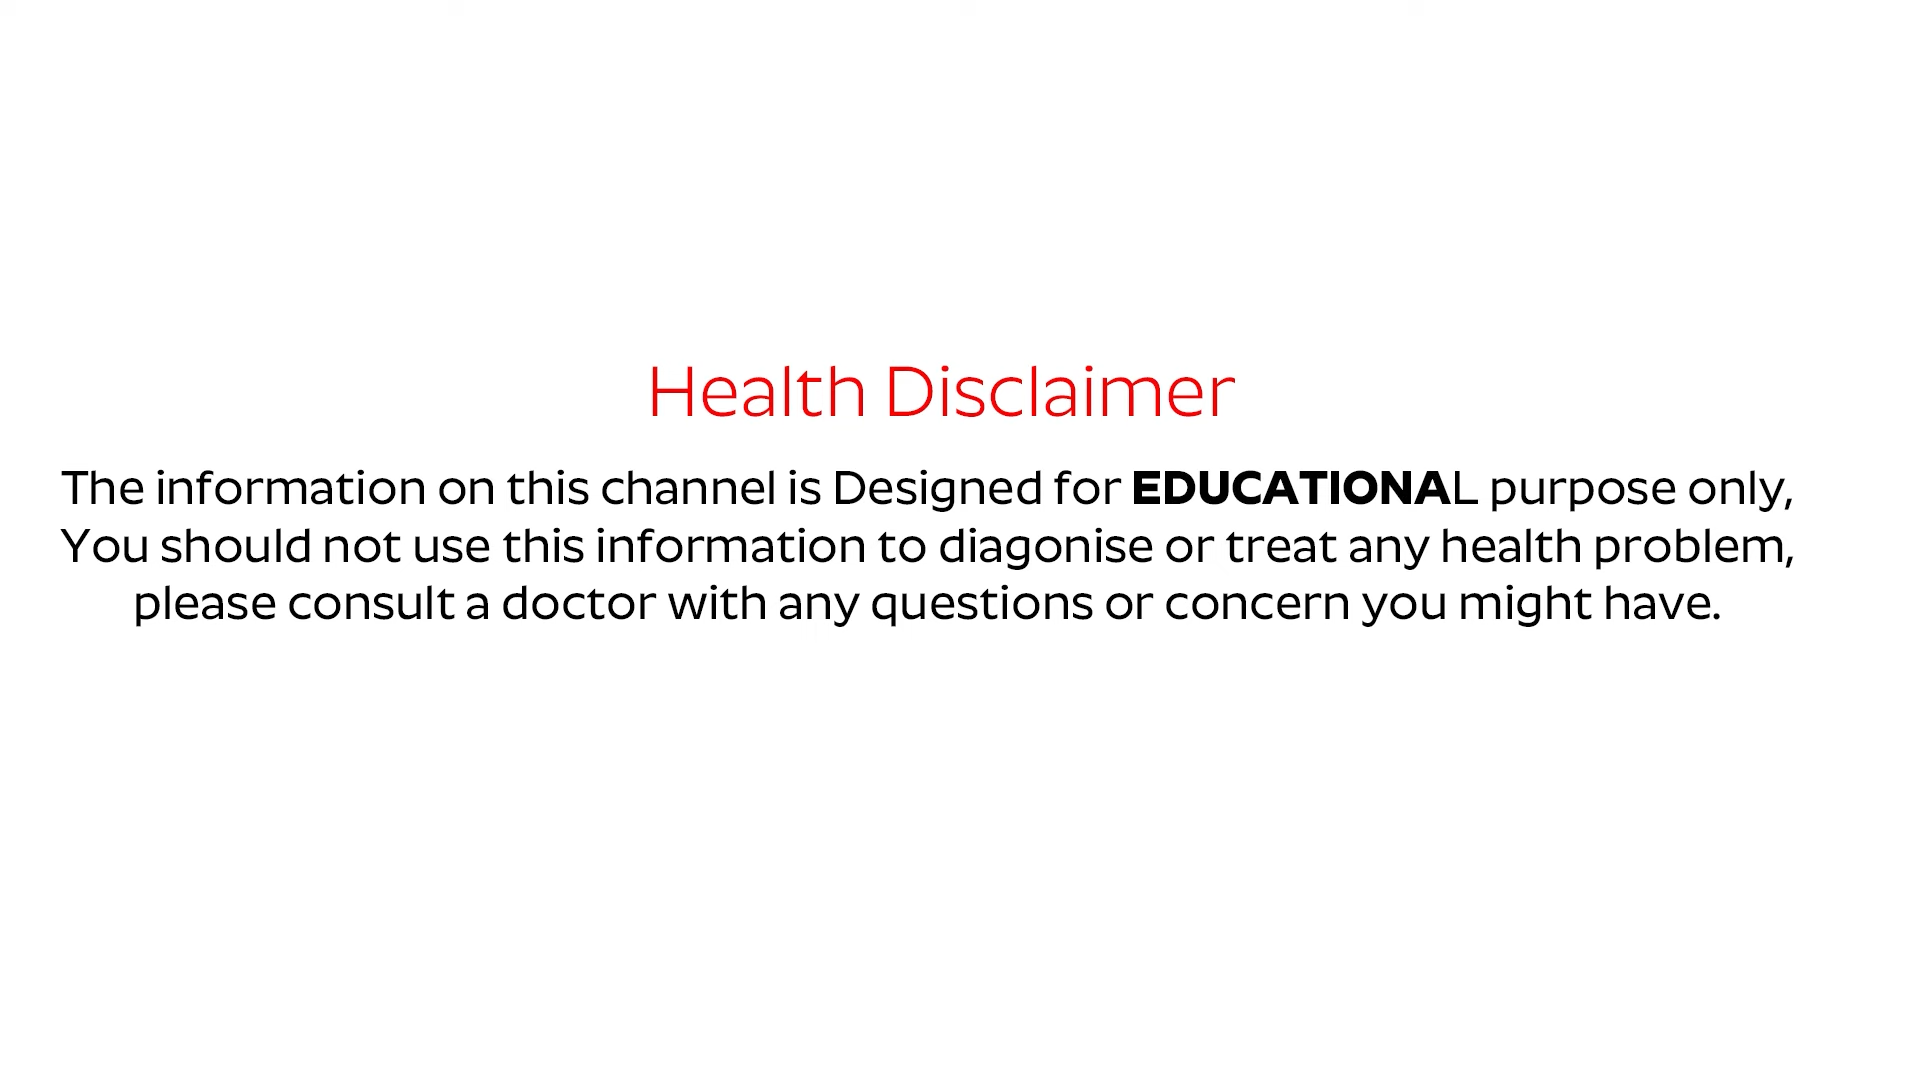 Health Disclaimer
The information on this channel is Designed for EDUCATIONAL purpose only,
You should not use this information to diagonise or treat any health problem,
please consult a doctor with any questions or concern you might have.